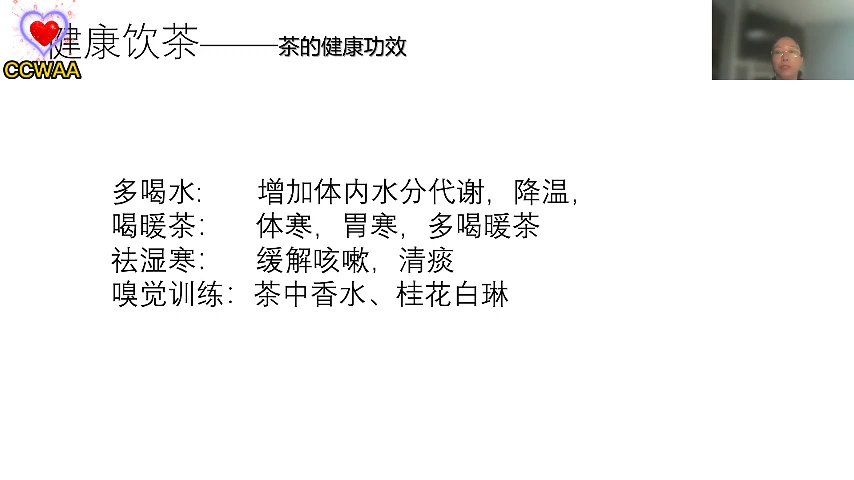 健康饮茶———茶的健康功效
CCWAA
多喝水: 增加体内水分代谢，降温，
喝暖茶： 体寒，胃寒，多喝暖茶
祛湿寒： 缓解咳嗽，清痰
嗅觉训练：茶中香水、桂花白琳